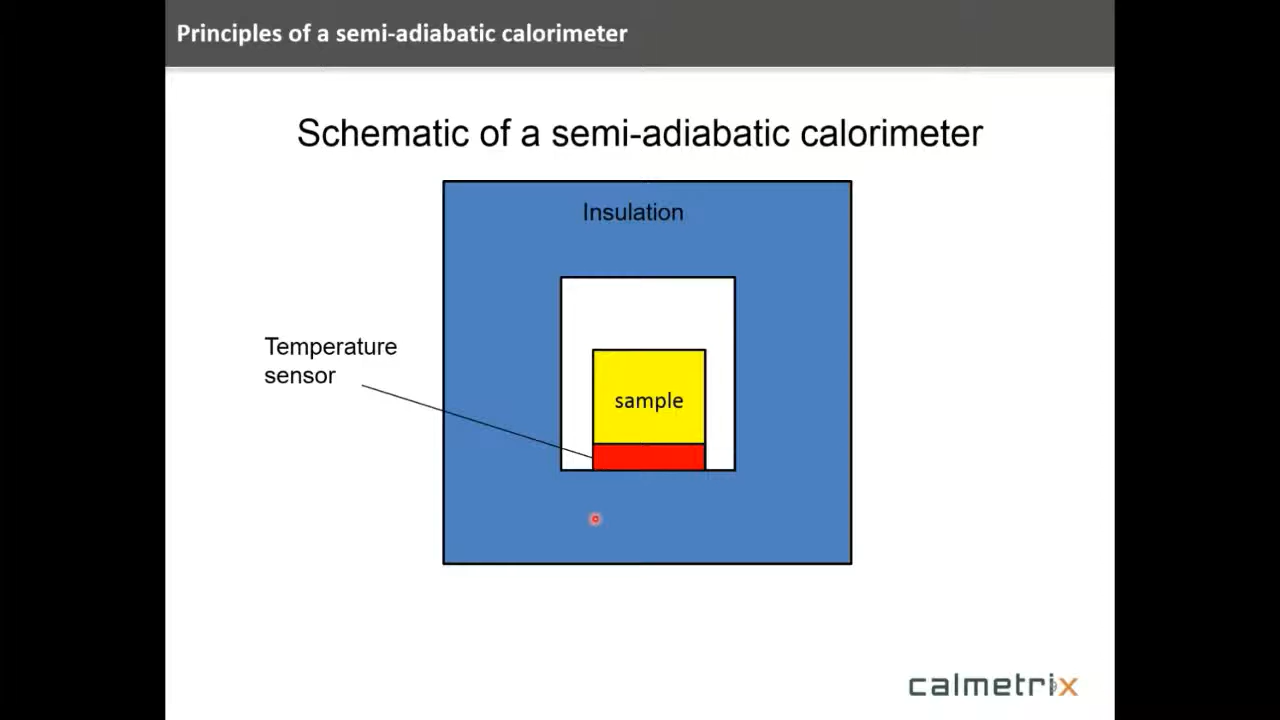 Principles of a semi-adiabatic calorimeter
Schematic of a semi-adiabatic calorimeter
Insulation
Temperature
sensor
sample
calmetrix